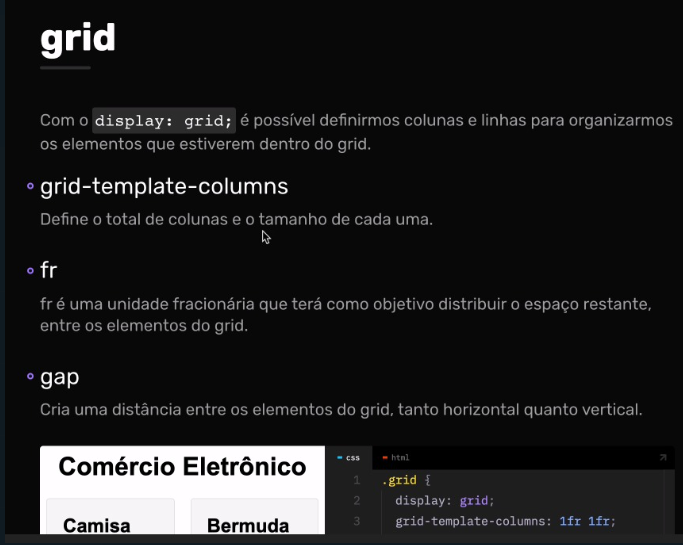 grid
Com o display: grid; é possível definirmos colunas e linhas para organizarmos
os elementos que estiverem dentro do grid.
grid-template-columns
Define o total de colunas e o tamanho de cada uma.
fr
fr é uma unidade fracionária que terá como objetivo distribuir o espaço restante,
entre os elementos do grid.
gap
Cria uma distância entre os elementos do grid, tanto horizontal quanto vertical.
Comércio Eletrônico
Camisa
Bermuda
css
html
1 .grid {
2 display: grid;
3 grid-template-columns: 1fr 1fr;